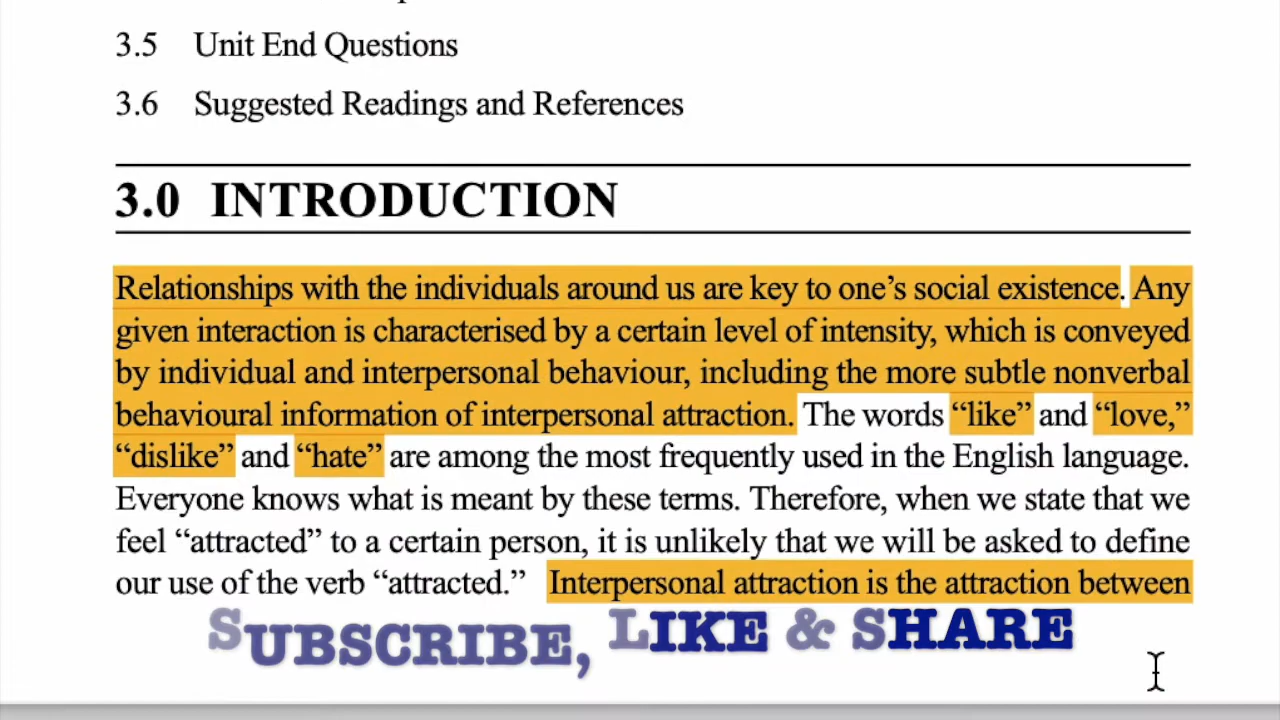 3.5 Unit End Questions
3.6 Suggested Readings and References
3.0 INTRODUCTION
Relationships with the individuals around us are key to one’s social existence. Any
given interaction is characterised by a certain level of intensity, which is conveyed
by individual and interpersonal behaviour, including the more subtle nonverbal
behavioural information of interpersonal attraction. The words “like” and “love,”
“dislike” and “hate” are among the most frequently used in the English language.
Everyone knows what is meant by these terms. Therefore, when we state that we
feel “attracted” to a certain person, it is unlikely that we will be asked to define
our use of the verb “attracted.” Interpersonal attraction is the attraction between
SUBSCRIBE, LIKE & SHARE